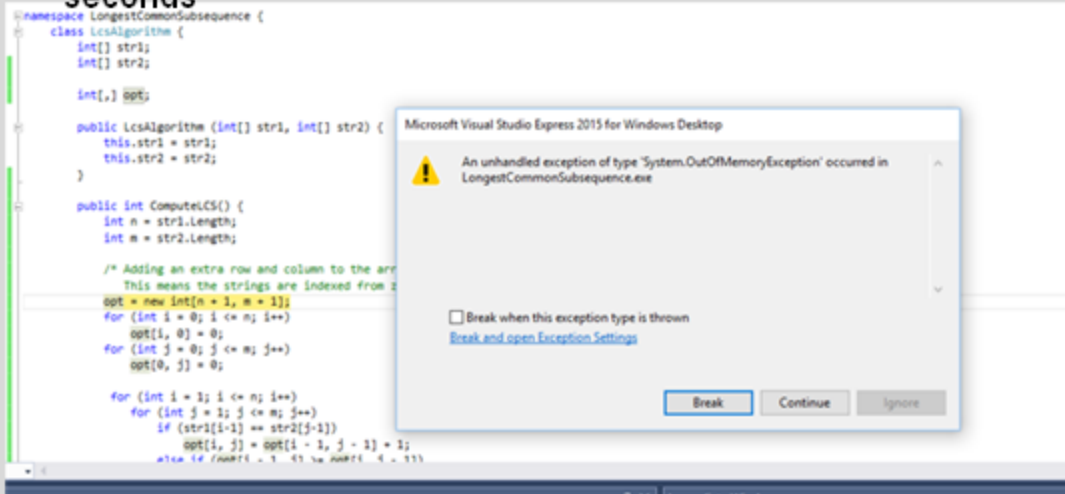 seconds
namespace LongestCommonSubsequence {
class LcsAlgorithm {
int[] str1;
int[] str2;
int[,] opt;
public LcsAlgorithm (int[] str1, int[] str2) {
this.str1 = str1;
this.str2 = str2;
}
public int ComputeLCS() {
int n = str1.Length;
int m = str2.Length;
/* Adding an extra row and column to the arr
This means the strings are indexed from
opt = new int[n + 1, m + 1];
for (int i = 0; i <= n; i++)
opt[i, 0] = 0;
for (int j = 0; j <= m; j++)
opt[0, j] = 0;
for (int i = 1; i <= n; i++)
for (int j = 1; j <= m; j++)
if (str1[i-1] == str2[j-1])
opt[i, j] = opt[i - 1, j - 1] + 1;
else if (opt[i - 1, j] >= opt[i, j - 1])
Microsoft Visual Studio Express 2015 for Windows Desktop
An unhandled exception of type 'System.OutOfMemoryException' occurred in
LongestCommonSubsequence.exe
Break when this exception type is thrown
Break and open Exception Settings
Break Continue Ignore